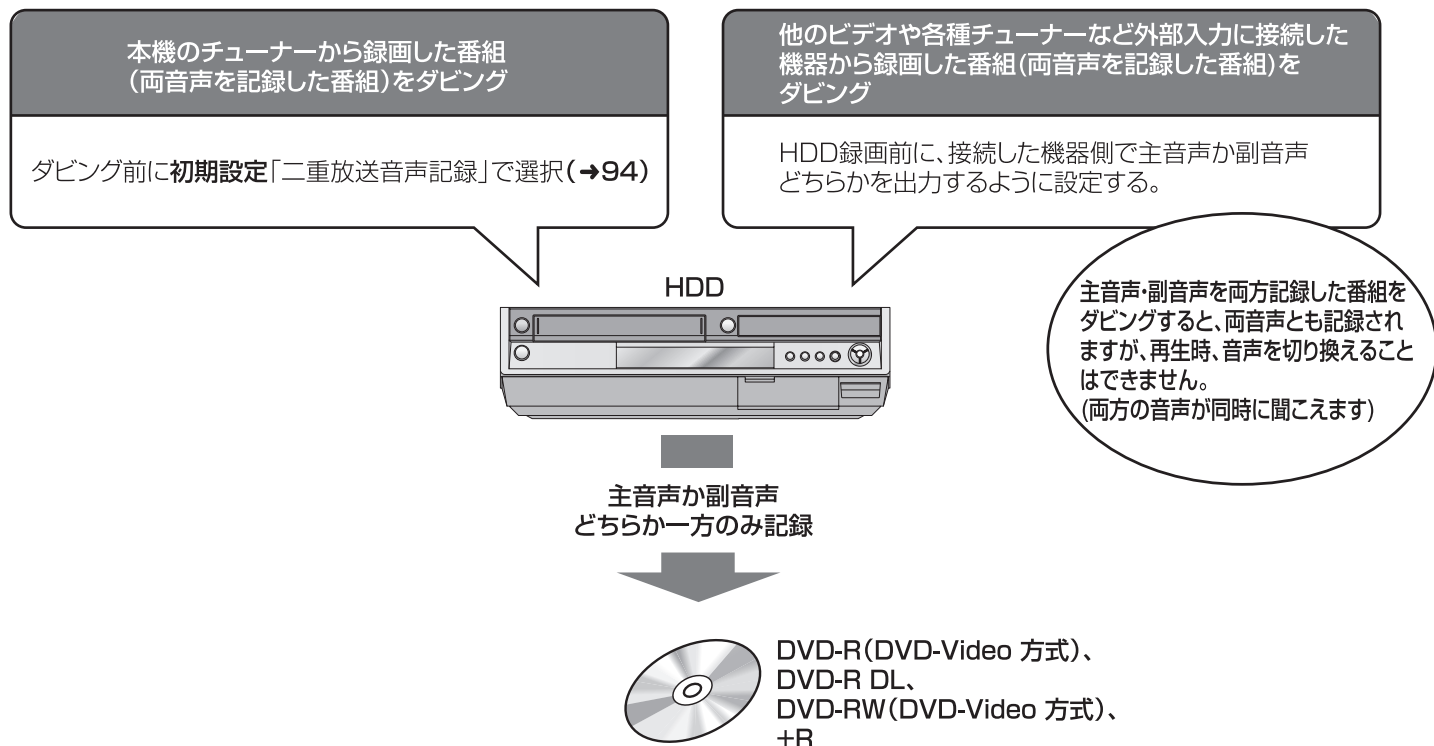 本機のチューナーから録画した番組
(両音声を記録した番組)をダビング
ダビング前に初期設定「二重放送音声記録」で選択(➜94)
他のビデオや各種チューナーなど外部入力に接続した
機器から録画した番組(両音声を記録した番組)を
ダビング
HDD録画前に、接続した機器側で主音声か副音声
どちらかを出力するように設定する。
HDD
主音声・副音声を両方記録した番組を
ダビングすると、両音声とも記録され
ますが、再生時、音声を切り換えること
はできません。
(両方の音声が同時に聞こえます)
主音声か副音声
どちらか一方のみ記録
DVD-R(DVD-Video 方式)、
DVD-R DL、
DVD-RW(DVD-Video 方式)、
+R